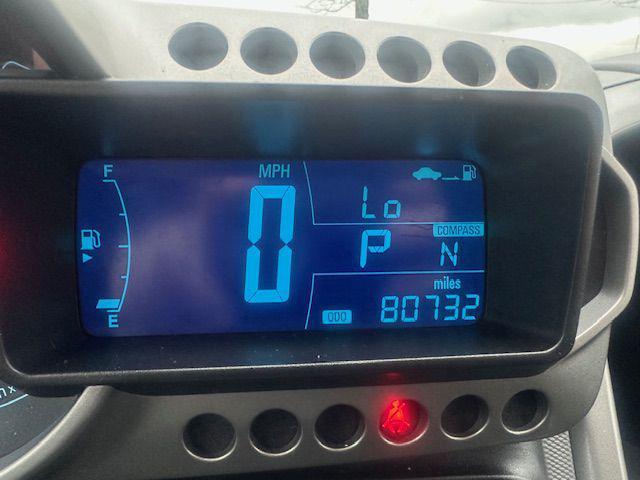 F
MPH
0
Lo
COMPASS
P
N
miles
ODO 80732
E